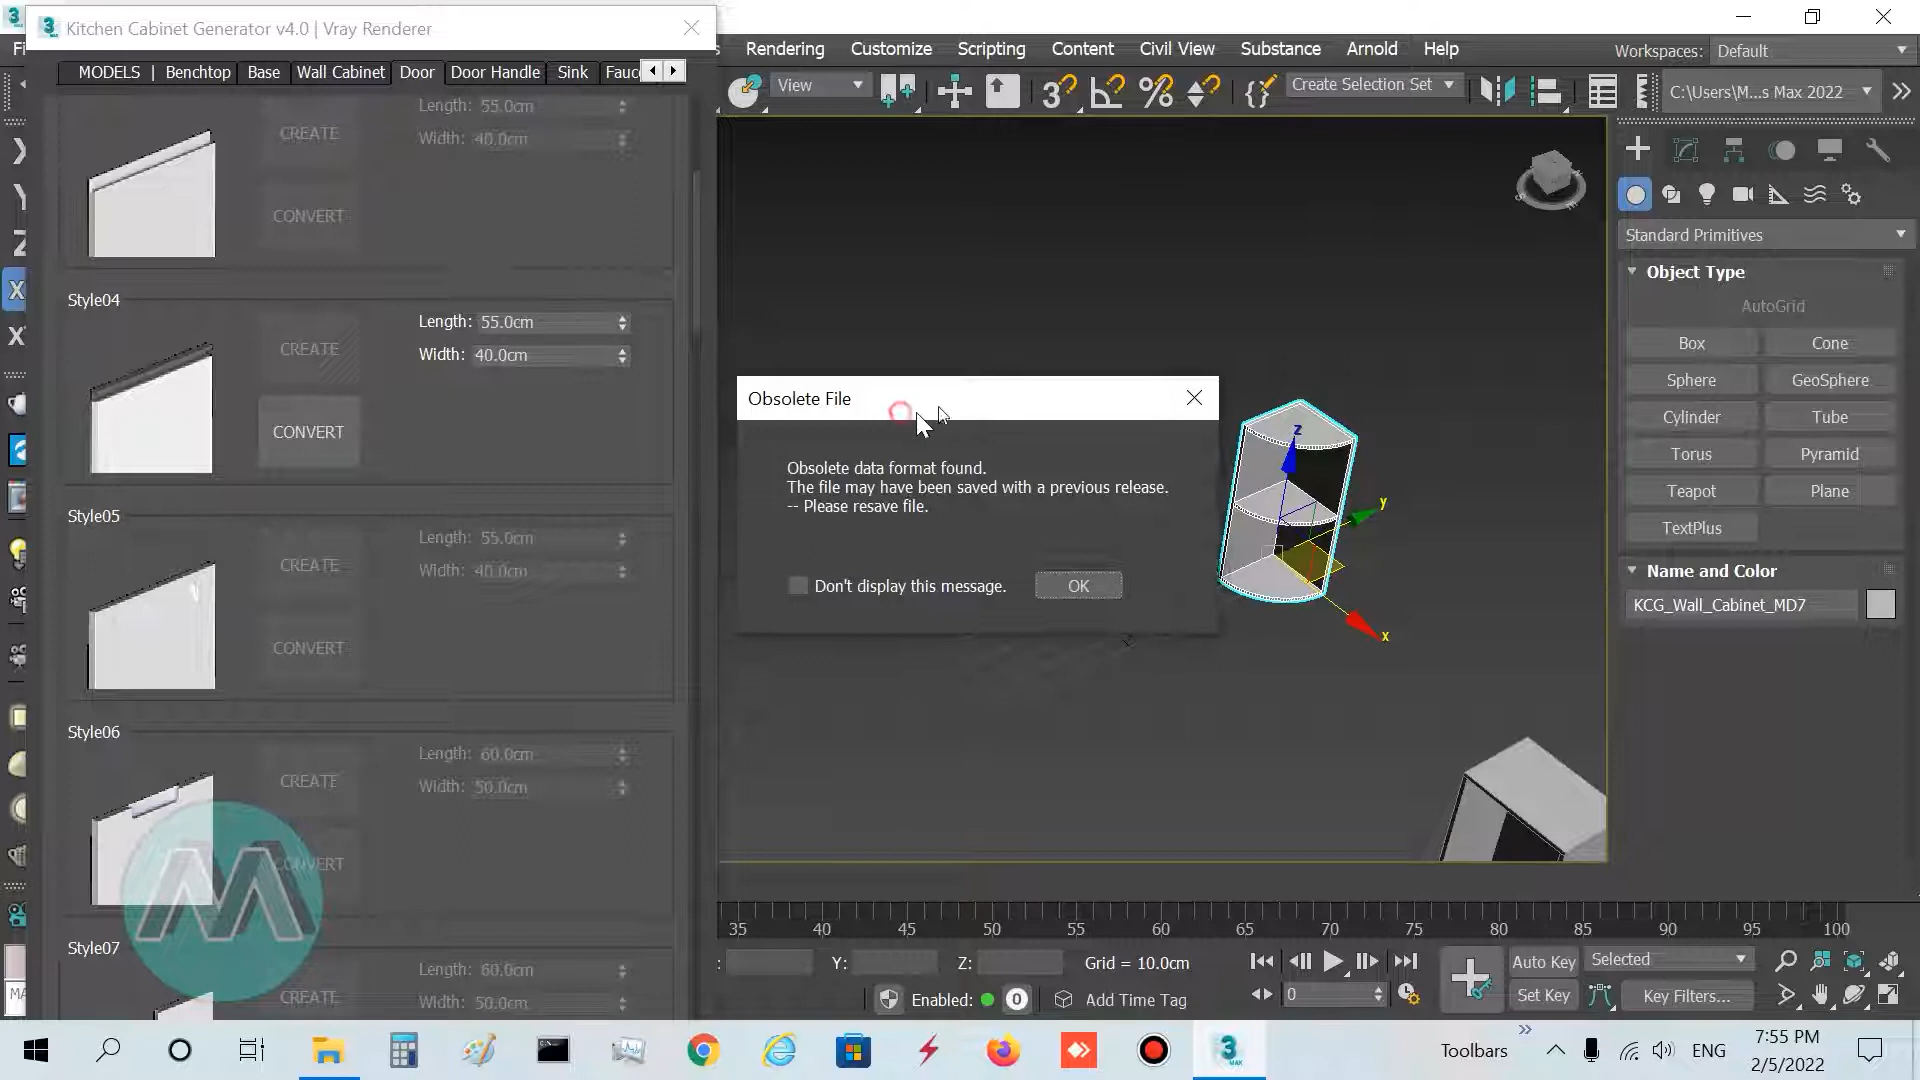 Kitchen Cabinet Generator v4.0 | Vray Renderer
Rendering Customize Scripting Content Civil View Substance Arnold Help
Workspaces: Default
MODELS | Benchtop Base Wall Cabinet Door Door Handle Sink Fauc
View
Create Selection Set
C:\Users\M...s Max 2022
Length: 55.0cm
Width: 40.0cm
CREATE
CONVERT
Style04
CREATE
Length: 55.0cm
Width: 40.0cm
CONVERT
Style05
CREATE
Length: 55.0cm
Width: 40.0cm
CONVERT
Style06
CREATE
Length: 60.0cm
Width: 50.0cm
CONVERT
Style07
CREATE
Length: 60.0cm
Width: 50.0cm
Obsolete File
Obsolete data format found.
The file may have been saved with a previous release.
-- Please resave file.
Don't display this message.
OK
z
y
x
Standard Primitives
Object Type
AutoGrid
Box Cone
Sphere GeoSphere
Cylinder Tube
Torus Pyramid
Teapot Plane
TextPlus
Name and Color
KCG_Wall_Cabinet_MD7
35 40 45 50 55 60 65 70 75 80 85 90 95 100
: Y: Z: Grid = 10.0cm
Enabled: 0 Add Time Tag
0
Auto Key Selected
Set Key Key Filters...
Toolbars
ENG
7:55 PM
2/5/2022